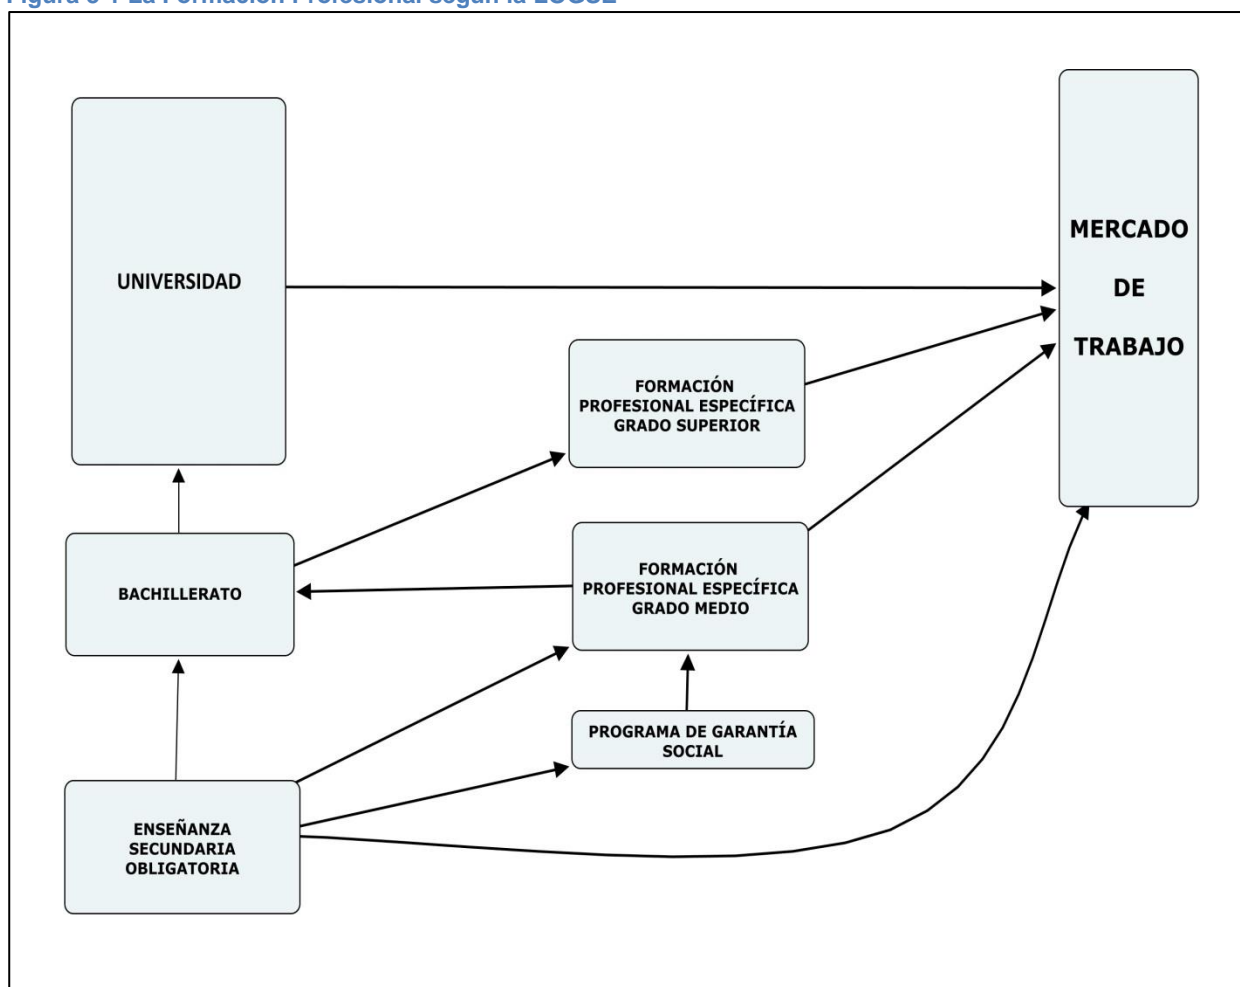 UNIVERSIDAD
MERCADO
DE
TRABAJO
FORMACIÓN
PROFESIONAL ESPECÍFICA
GRADO SUPERIOR
BACHILLERATO
FORMACIÓN
PROFESIONAL ESPECÍFICA
GRADO MEDIO
PROGRAMA DE GARANTÍA
SOCIAL
ENSEÑANZA
SECUNDARIA
OBLIGATORIA